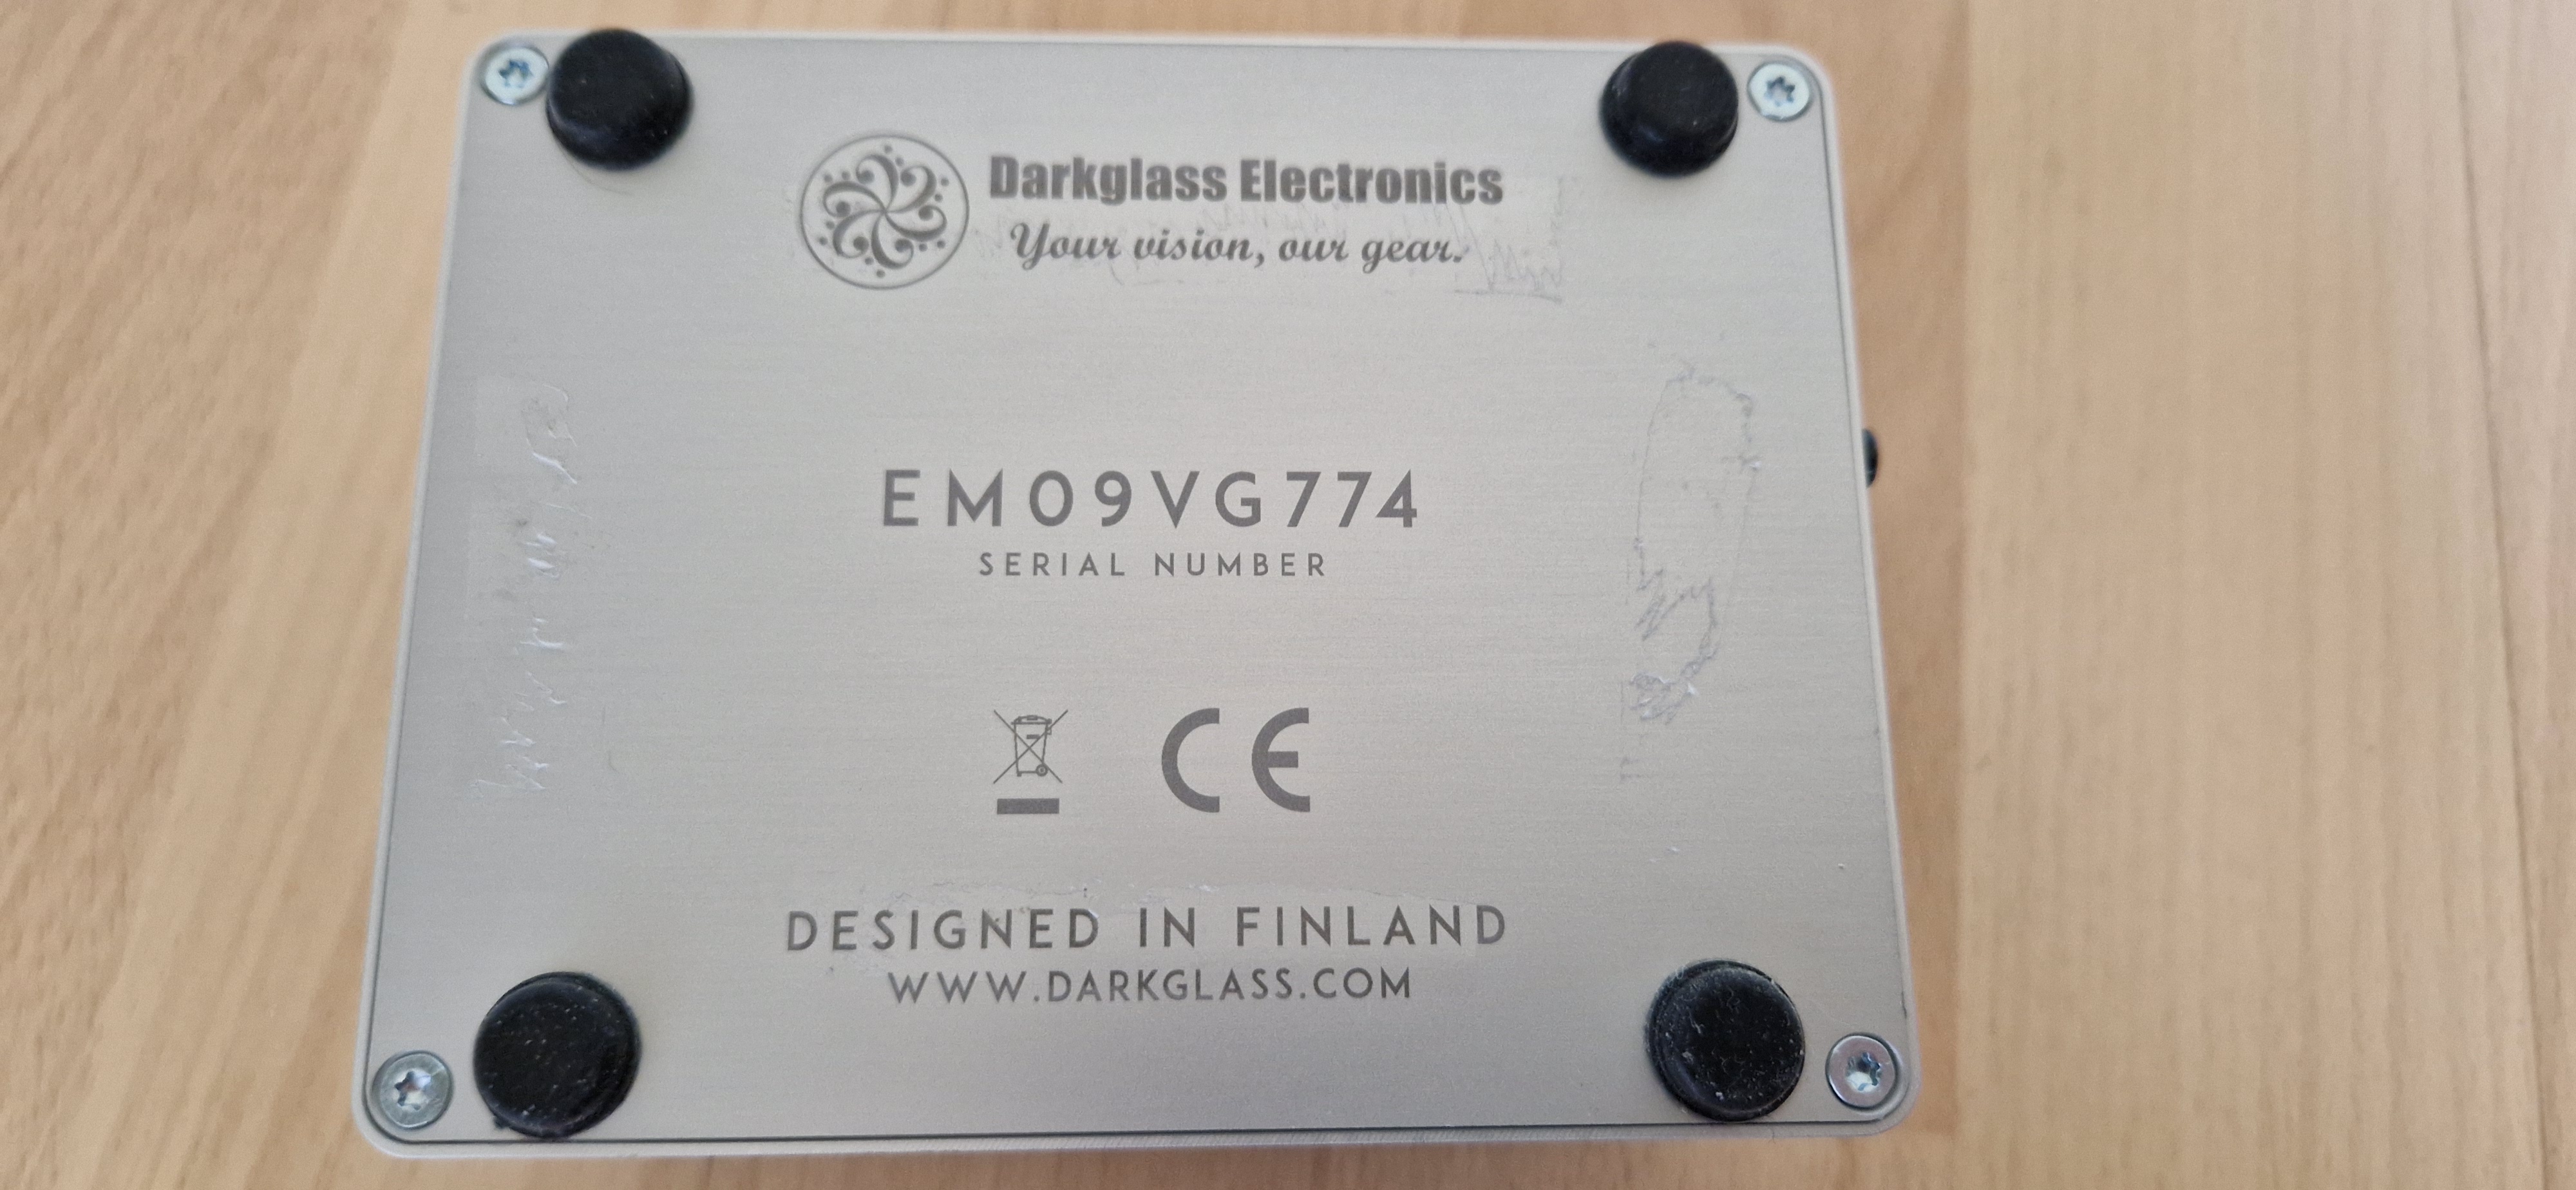 Darkglass Electronics
Your vision, our gear.
EM09VG774
SERIAL NUMBER
CE
DESIGNED IN FINLAND
WWW.DARKGLASS.COM